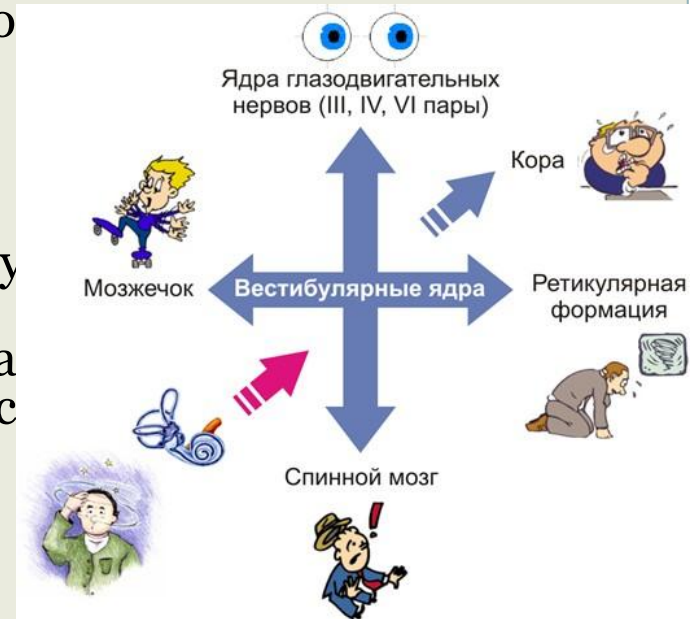 о
Ядра глазодвигательных
нервов (III, IV, VI пары)
Кора
у
Мозжечок
Вестибулярные ядра
Ретикулярная
формация
а
с
Спинной мозг